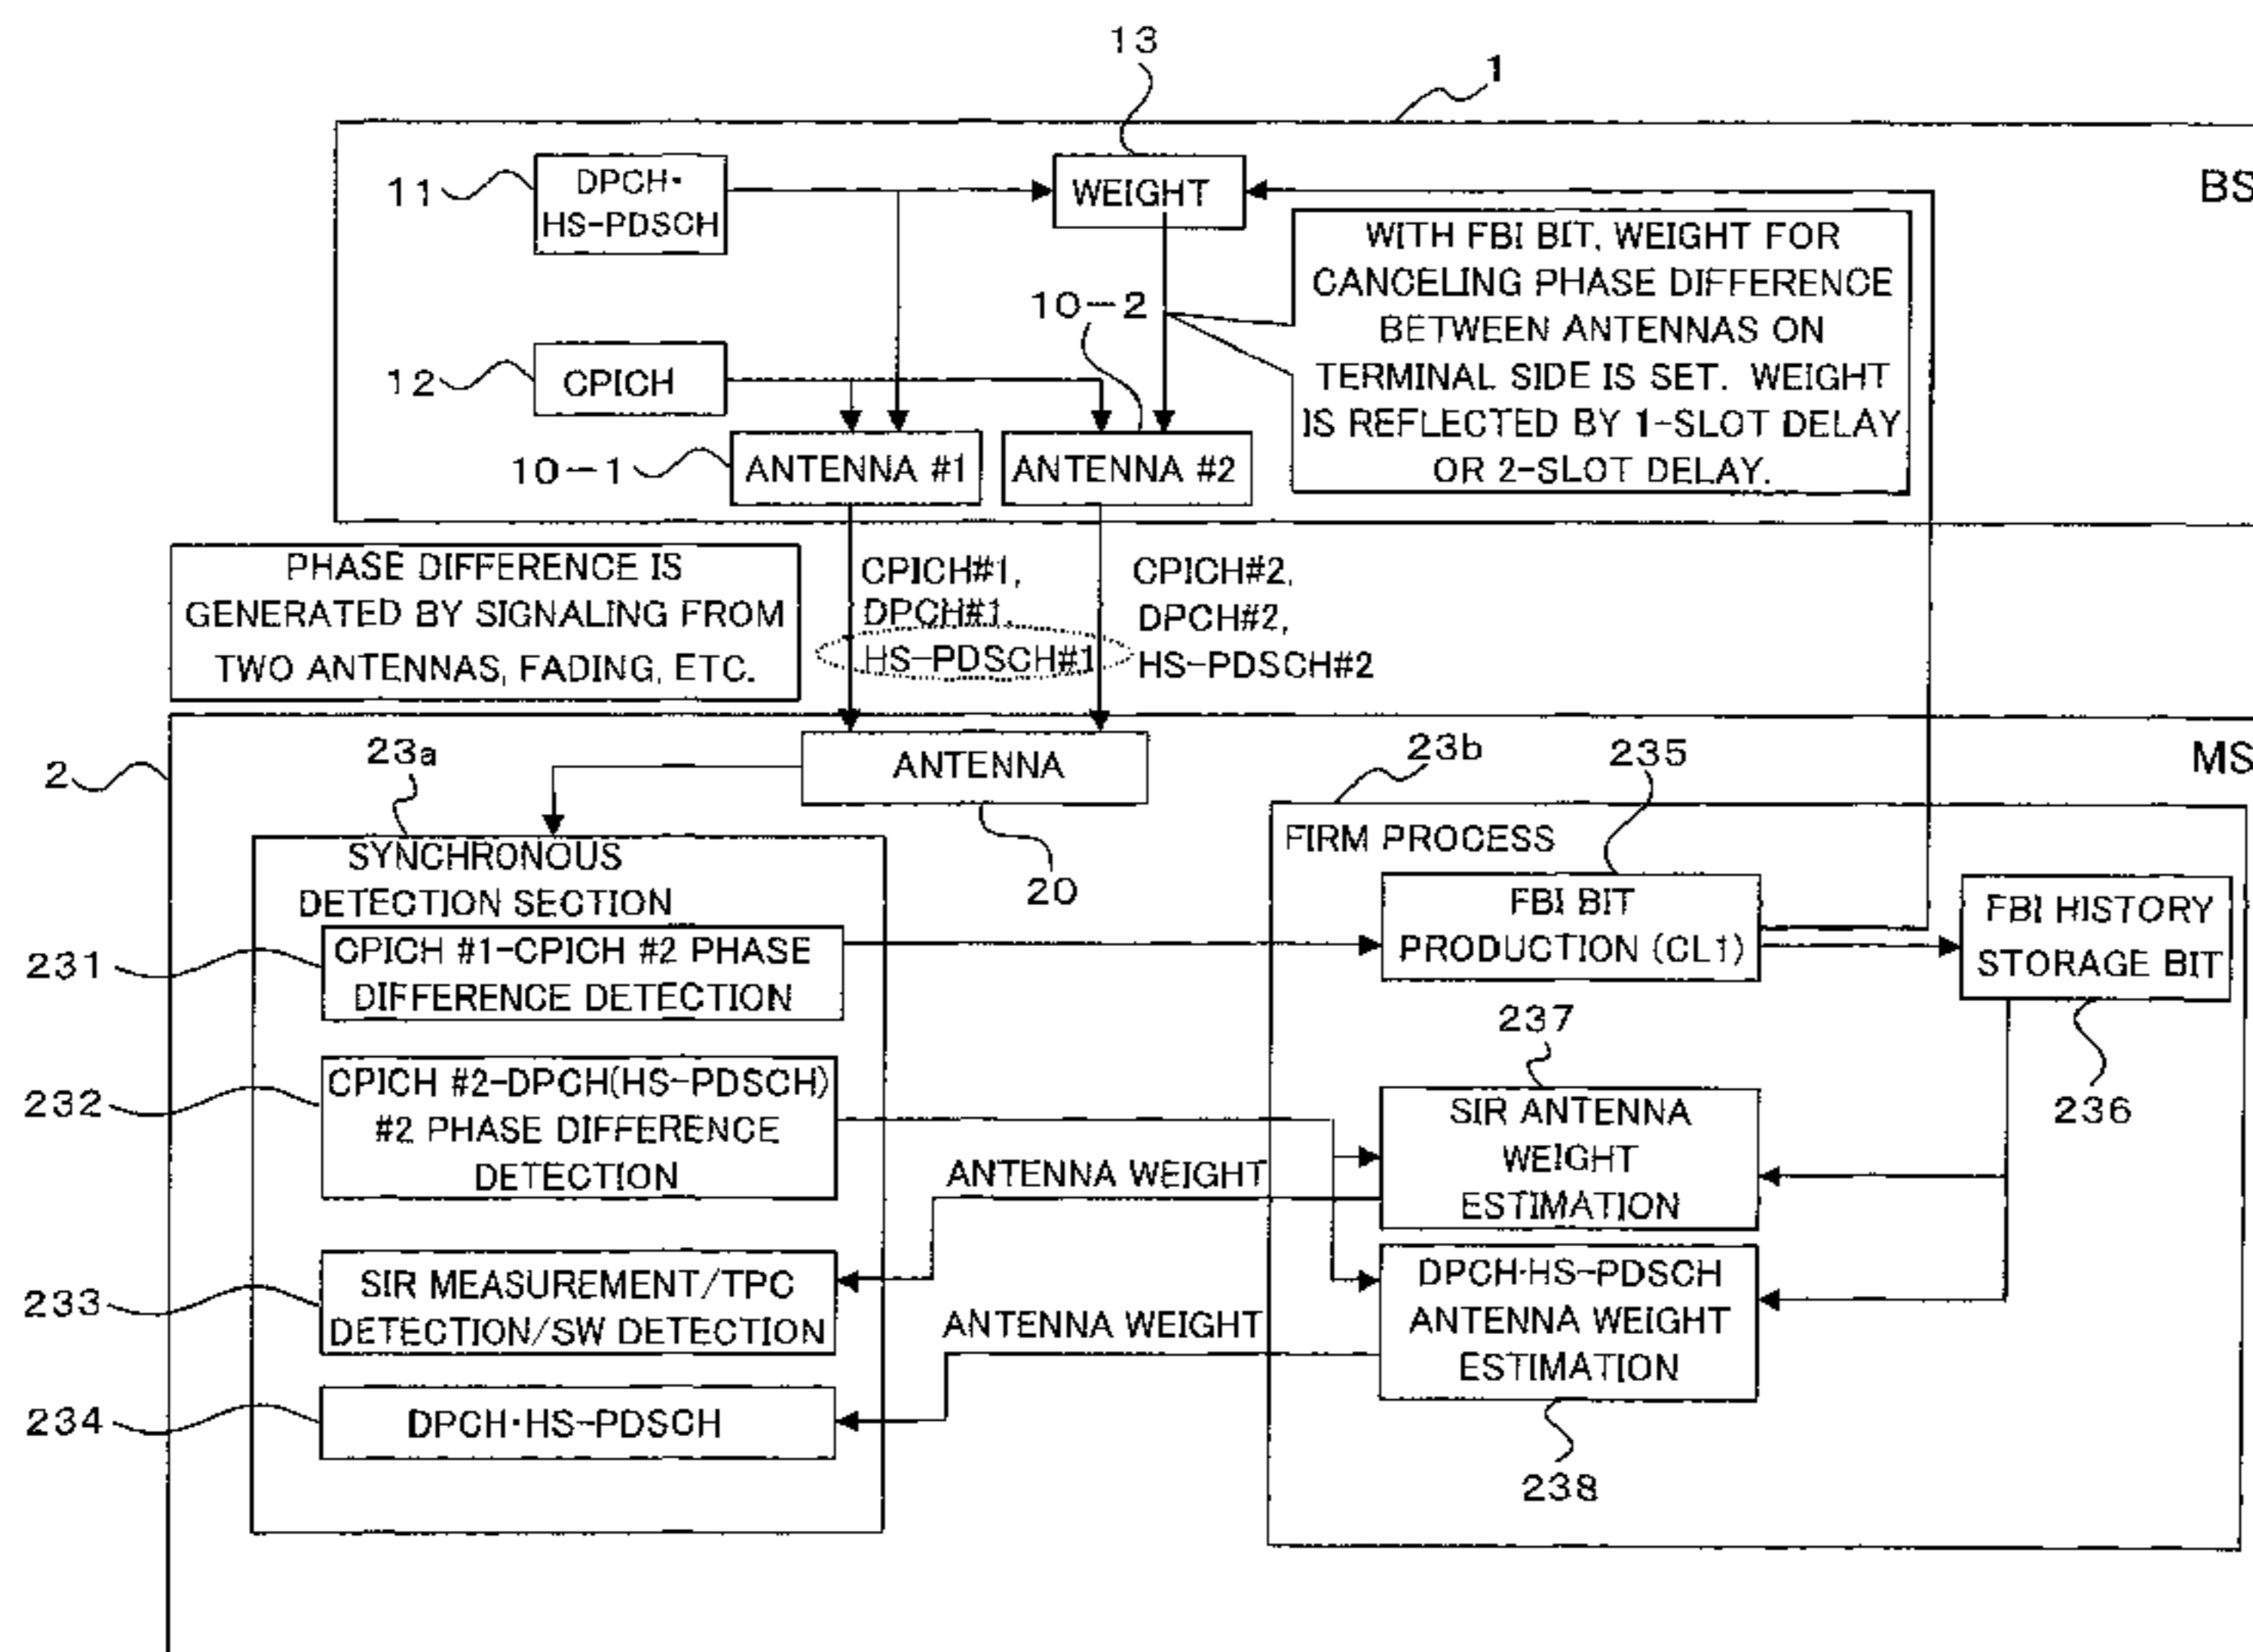 13
1
BS
11
DPCH·
HS-PDSCH
WEIGHT
WITH FBI BIT, WEIGHT FOR
CANCELING PHASE DIFFERENCE
BETWEEN ANTENNAS ON
TERMINAL SIDE IS SET. WEIGHT
IS REFLECTED BY 1-SLOT DELAY
OR 2-SLOT DELAY.
10-2
12
CPICH
10-1
ANTENNA #1
ANTENNA #2
PHASE DIFFERENCE IS
GENERATED BY SIGNALING FROM
TWO ANTENNAS, FADING, ETC.
CPICH#1,
DPCH#1,
HS-PDSCH#1
CPICH#2,
DPCH#2,
HS-PDSCH#2
2
23a
ANTENNA
20
23b
235
MS
SYNCHRONOUS
DETECTION SECTION
231
CPICH #1-CPICH #2 PHASE
DIFFERENCE DETECTION
232
CPICH #2-DPCH(HS-PDSCH)
#2 PHASE DIFFERENCE
DETECTION
233
SIR MEASUREMENT/TPC
DETECTION/SW DETECTION
234
DPCH·HS-PDSCH
ANTENNA WEIGHT
ANTENNA WEIGHT
FIRM PROCESS
FBI BIT
PRODUCTION (CL1)
FBI HISTORY
STORAGE BIT
236
237
SIR ANTENNA
WEIGHT
ESTIMATION
DPCH·HS-PDSCH
ANTENNA WEIGHT
ESTIMATION
238